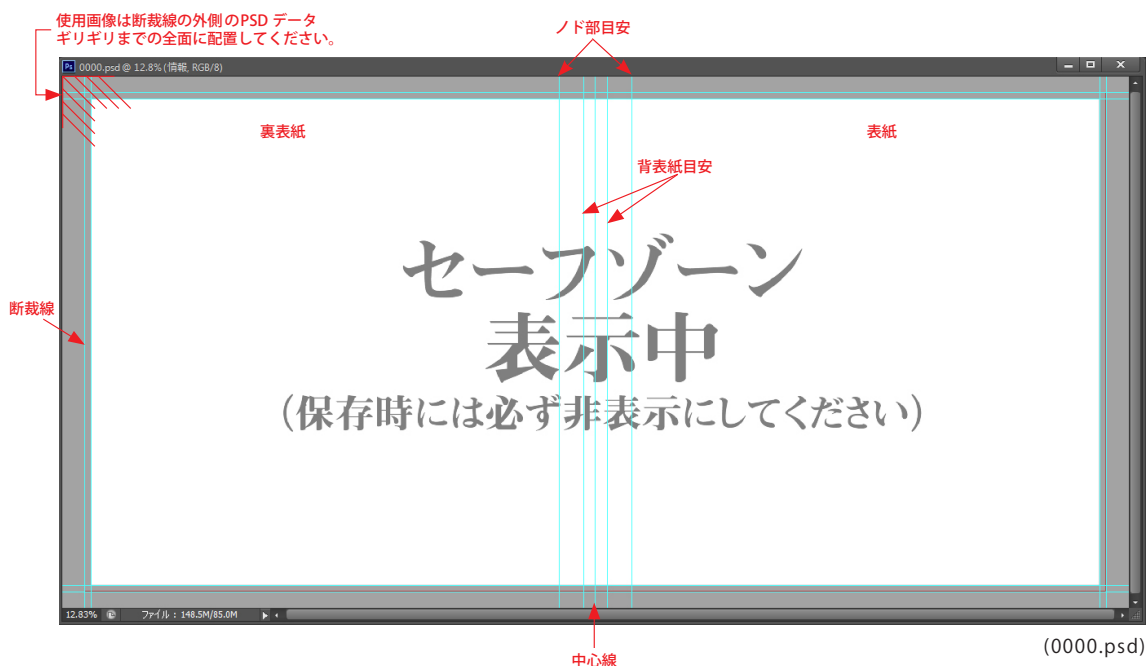 使用画像は断裁線の外側のPSD データ
ギリギリまでの全面に配置してください。
ノド部目安
Ps 0000.psd @ 12.8% (情報, RGB/8)
裏表紙
表紙
背表紙目安
セーフゾーン
表示中
(保存時には必ず非表示にしてください)
断裁線
12.83%
ファイル : 148.5M/85.0M
(0000.psd)
中心線